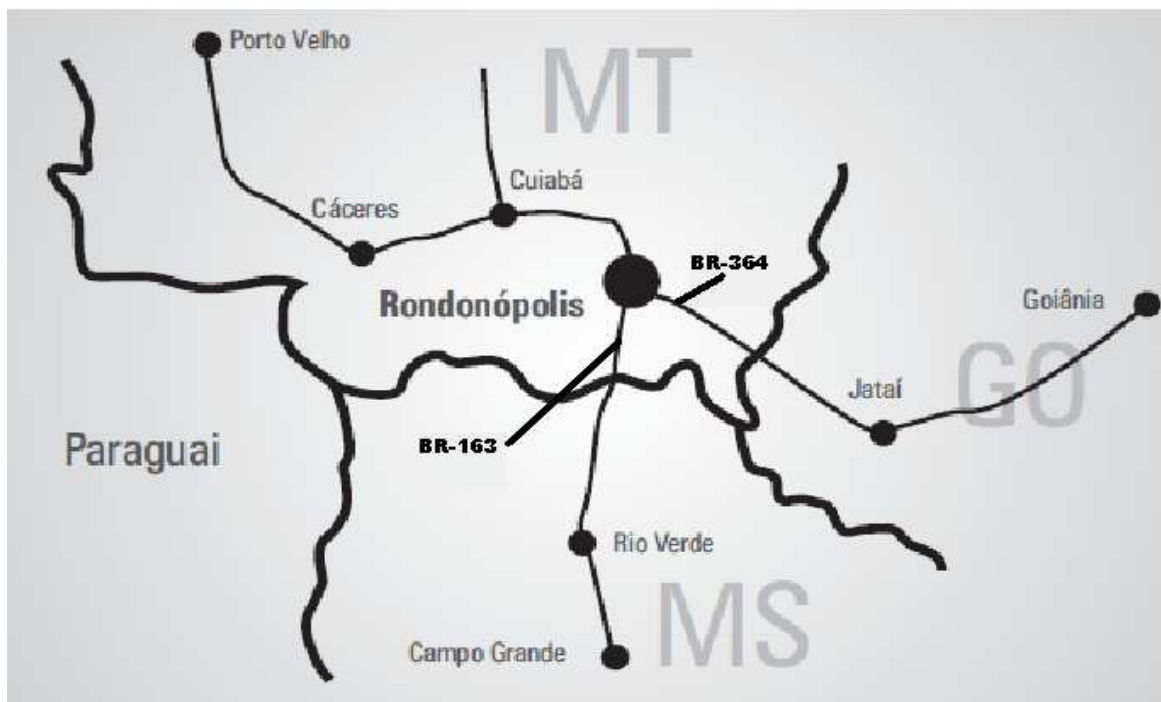 Porto Velho
MT
Cuiabá
Cáceres
BR-364
Rondonópolis
Goiânia
GO
Jataí
Paraguai
BR-163
Rio Verde
MS
Campo Grande